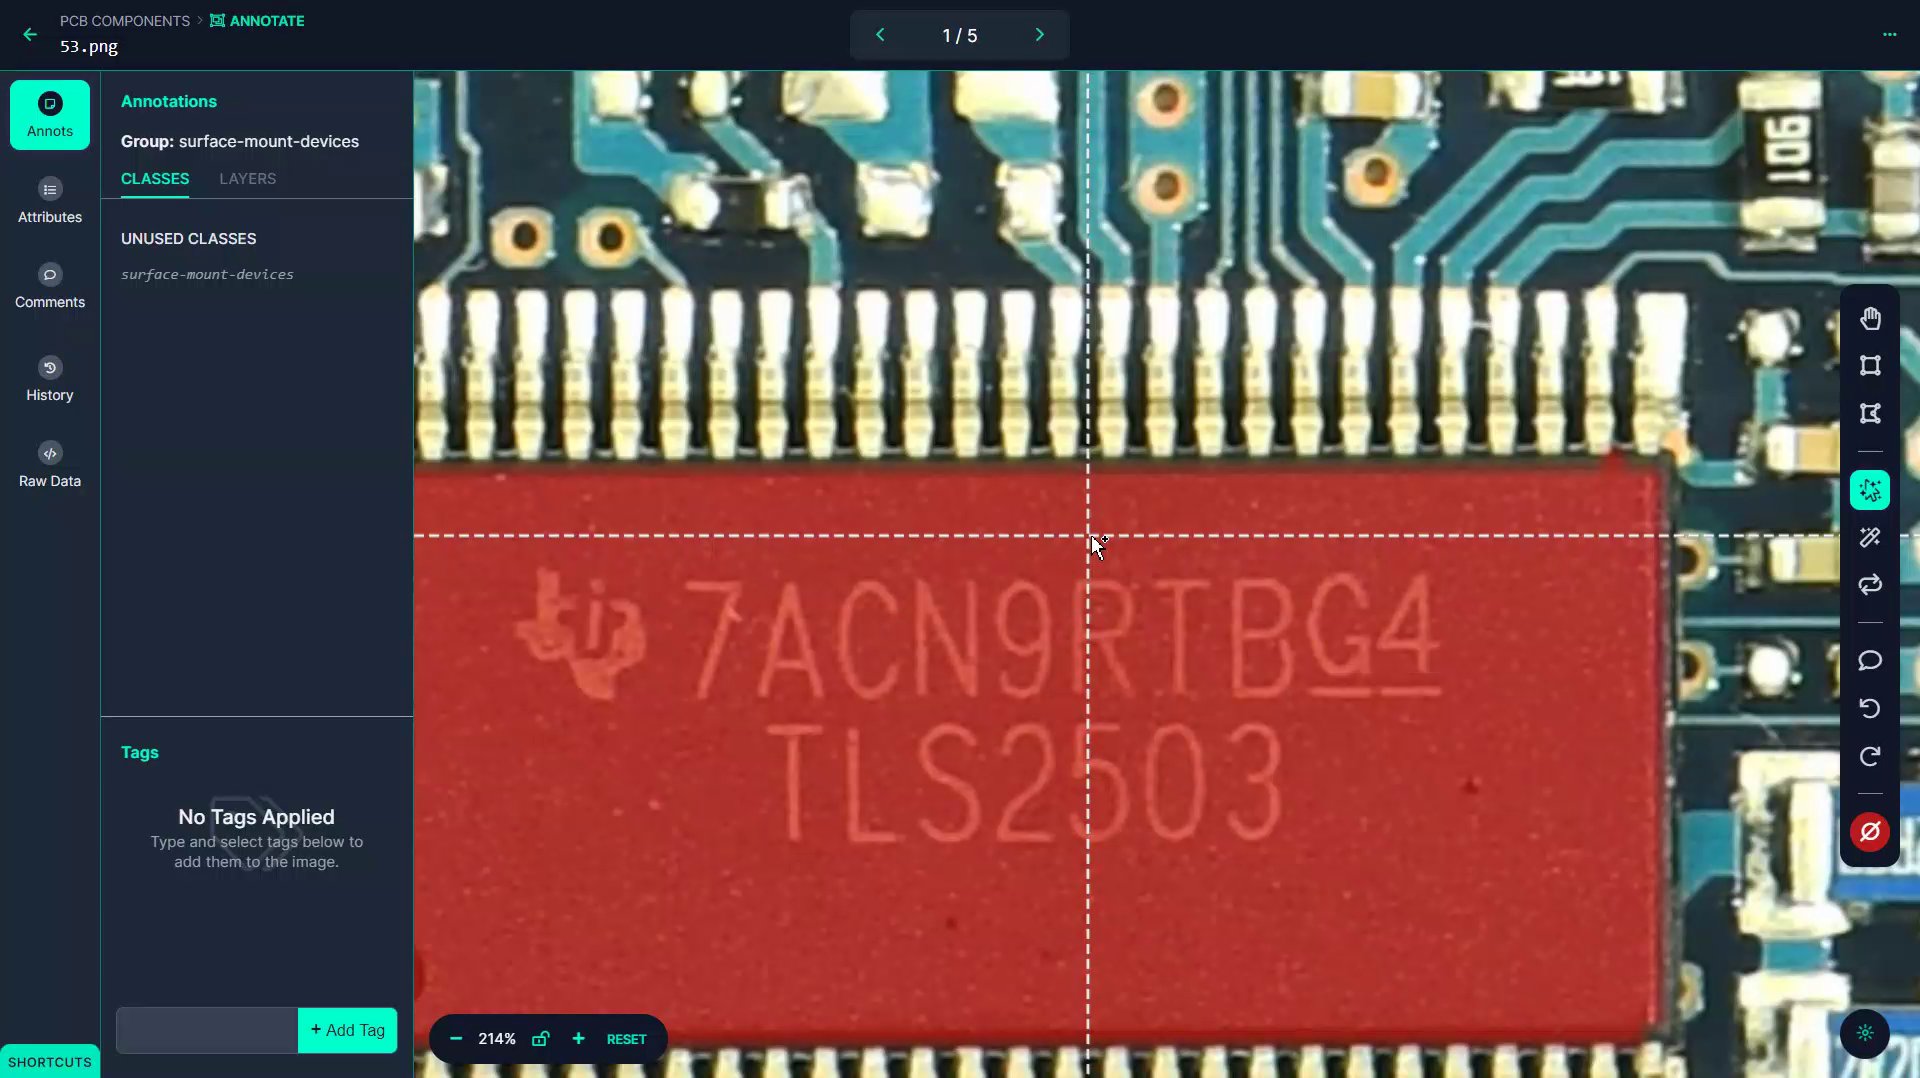 PCB COMPONENTS > ANNOTATE
53.png
1 / 5
Annots
Attributes
Comments
History
Raw Data
SHORTCUTS
Annotations
Group: surface-mount-devices
CLASSES LAYERS
UNUSED CLASSES
surface-mount-devices
Tags
No Tags Applied
Type and select tags below to
add them to the image.
+ Add Tag
106
ti 7ACN9RTBG4
TLS2503
214%
RESET